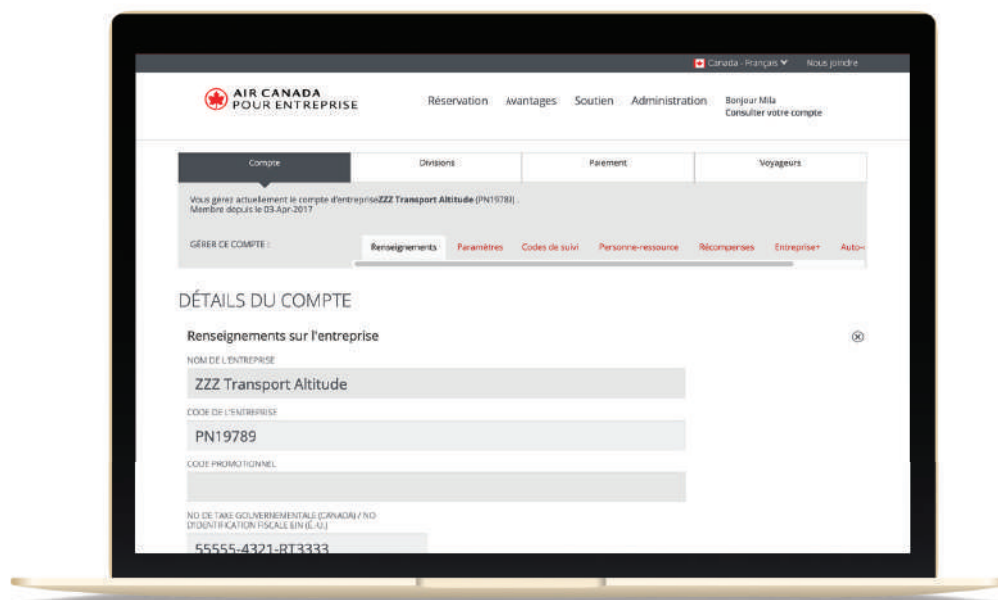 Canada - Français
Nous joindre
AIR CANADA
POUR ENTREPRISE
Réservation
Avantages
Soutien
Administration
Bonjour Mila
Consulter votre compte
Compte
Divisions
Paiement
Voyageurs
Vous gérez actuellement le compte d'entrepriseZZZ Transport Altitude (PN19789) .
Membre depuis le 03-Apr-2017
GÉRER CE COMPTE :
Renseignements
Paramètres
Codes de suivi
Personne-ressource
Récompenses
Entreprise+
Auto-
DÉTAILS DU COMPTE
Renseignements sur l'entreprise
NOM DE L'ENTREPRISE
ZZZ Transport Altitude
CODE DE L'ENTREPRISE
PN19789
CODE PROMOTIONNEL
NO DE TAXE GOUVERNEMENTALE (CANADA) / NO
D'IDENTIFICATION FISCALE EIN (É.-U.)
55555-4321-RT3333